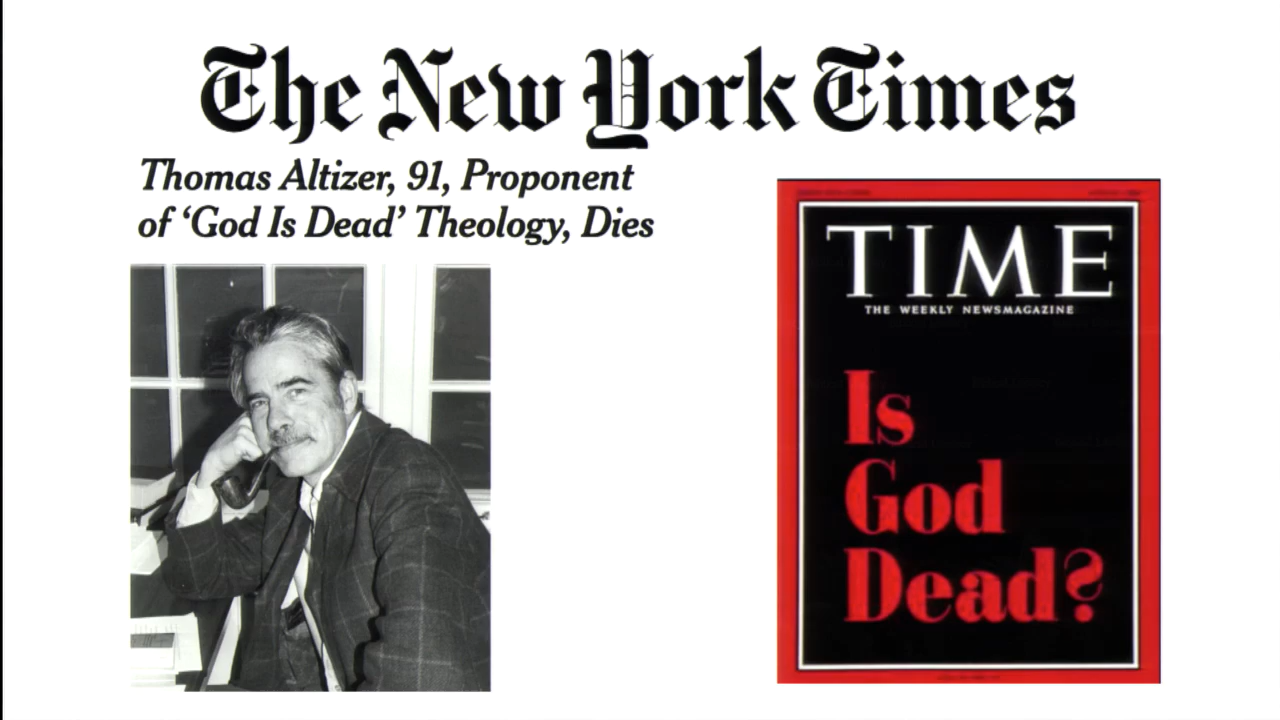 The New York Times
Thomas Altizer, 91, Proponent
of ‘God Is Dead’ Theology, Dies
TIME
THE WEEKLY NEWSMAGAZINE
Is
God
Dead?